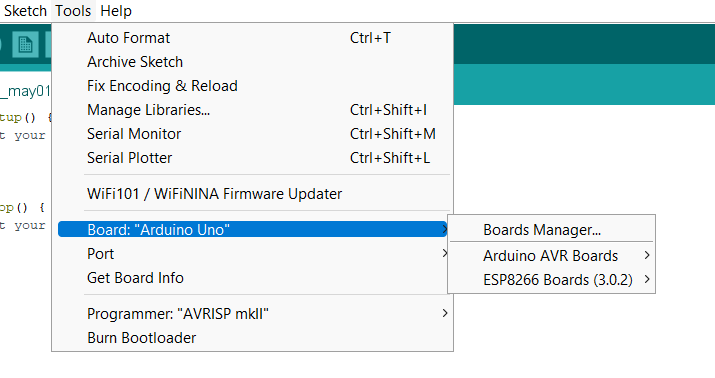 Sketch Tools Help
Auto Format Ctrl+T
Archive Sketch
_may01
Fix Encoding & Reload
Manage Libraries... Ctrl+Shift+I
tup() {
Serial Monitor Ctrl+Shift+M
t your
Serial Plotter Ctrl+Shift+L
WiFi101 / WiFiNINA Firmware Updater
op() {
Board: "Arduino Uno"
t your
Port
Get Board Info
Programmer: "AVRISP mkII"
Burn Bootloader
Boards Manager...
Arduino AVR Boards
ESP8266 Boards (3.0.2)